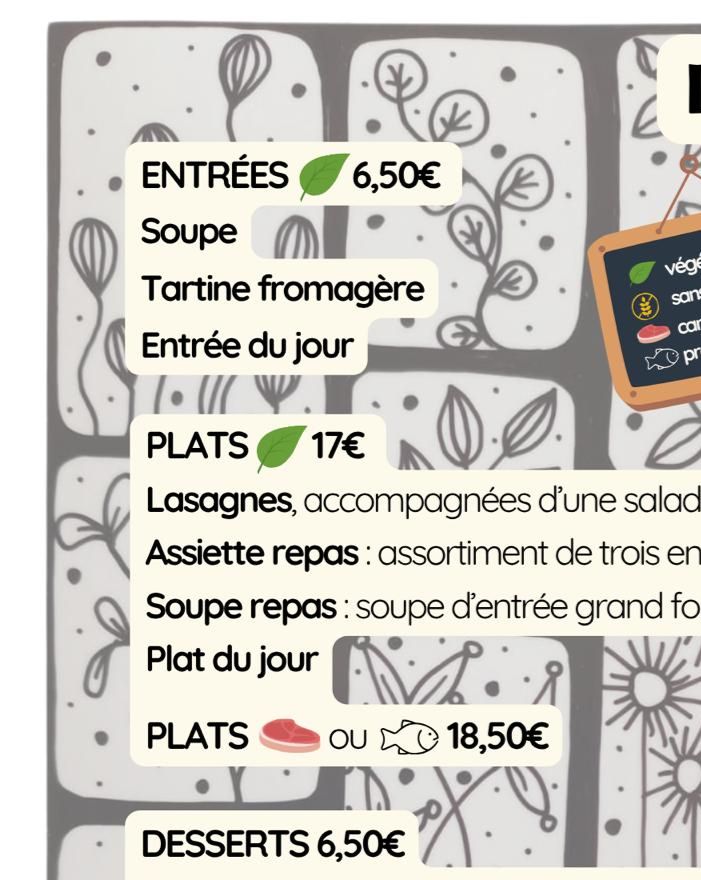 ENTRÉES 6,50€
Soupe
Tartine fromagère
Entrée du jour
PLATS 17€
Lasagnes, accompagnées d'une salad
Assiette repas : assortiment de trois en
Soupe repas : soupe d'entrée grand fo
Plat du jour
PLATS ou 18,50€
DESSERTS 6,50€
végé
sans
car
pr